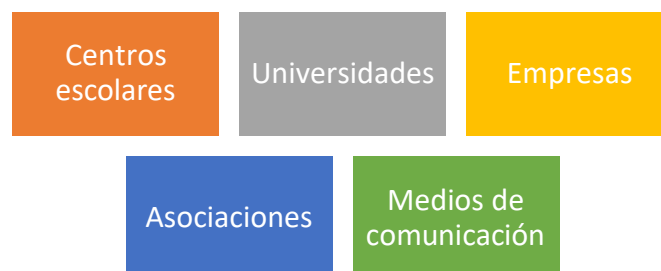 Centros
escolares
Universidades
Empresas
Asociaciones
Medios de
comunicación